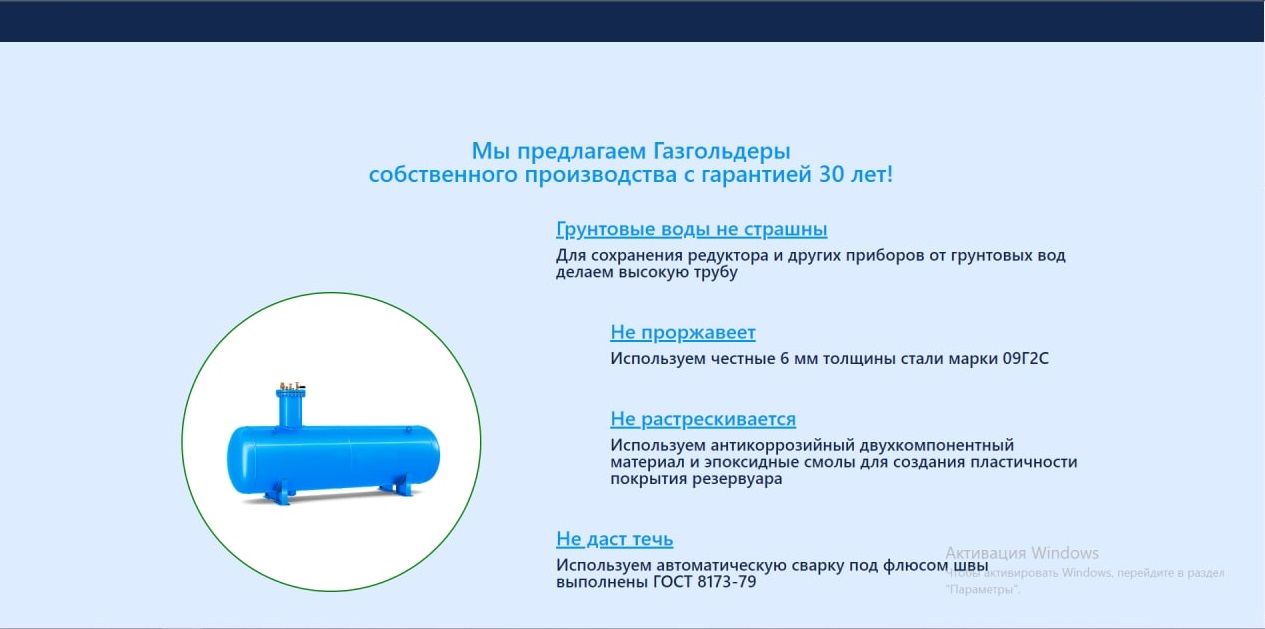 Мы предлагаем Газгольдеры
собственного производства с гарантией 30 лет!
Грунтовые воды не страшны
Для сохранения редуктора и других приборов от грунтовых вод
делаем высокую трубу
Не проржавеет
Используем честные 6 мм толщины стали марки 09Г2С
Не растрескивается
Используем антикоррозийный двухкомпонентный
материал и эпоксидные смолы для создания пластичности
покрытия резервуара
Не даст течь
Используем автоматическую сварку под флюсом швы
выполнены ГОСТ 8173-79
Активация Windows
Чтобы активировать Windows, перейдите в раздел
"Параметры".